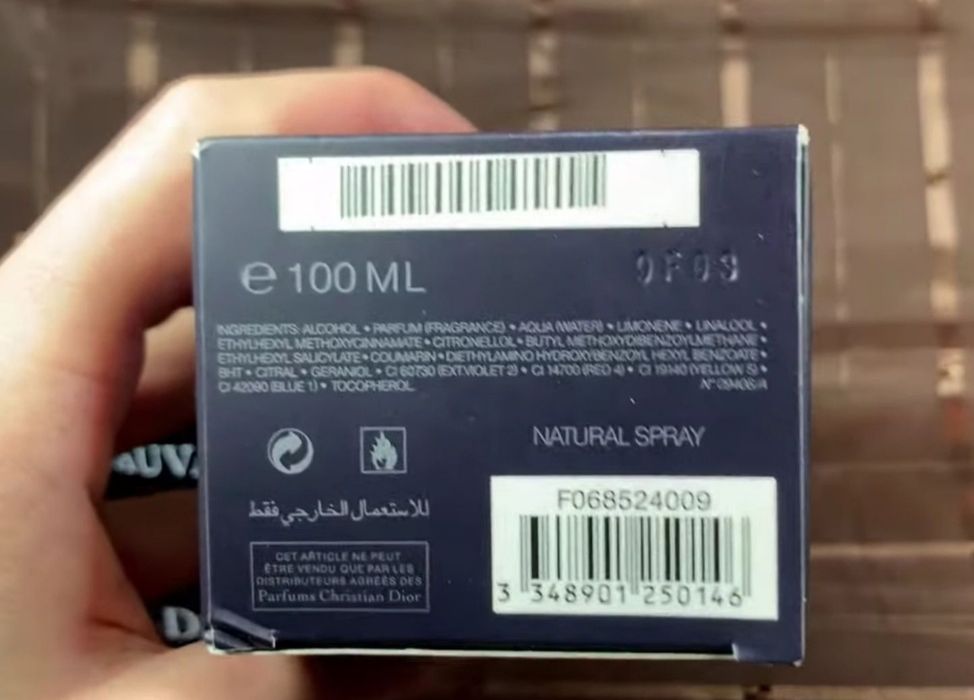 ℮ 100 ML
0F03
INGREDIENTS: ALCOHOL • PARFUM (FRAGRANCE) • AQUA (WATER) • LIMONENE • LINALOOL •
ETHYLHEXYL METHOXYCINNAMATE • CITRONELLOL • BUTYL METHOXYDIBENZOYLMETHANE •
ETHYLHEXYL SALICYLATE • COUMARIN • DIETHYLAMINO HYDROXYBENZOYL HEXYL BENZOATE •
BHT • CITRAL • GERANIOL • CI 60730 (EXT.VIOLET 2) • CI 14700 (RED 4) • CI 19140 (YELLOW 5) •
CI 42090 (BLUE 1) • TOCOPHEROL. N° 09406/A
NATURAL SPRAY
للاستعمال الخارجي فقط
CET ARTICLE NE PEUT
ÊTRE VENDU QUE PAR LES
DISTRIBUTEURS AGRÉÉS DES
Parfums Christian Dior
F068524009
3 348901 250146
AUVA
D